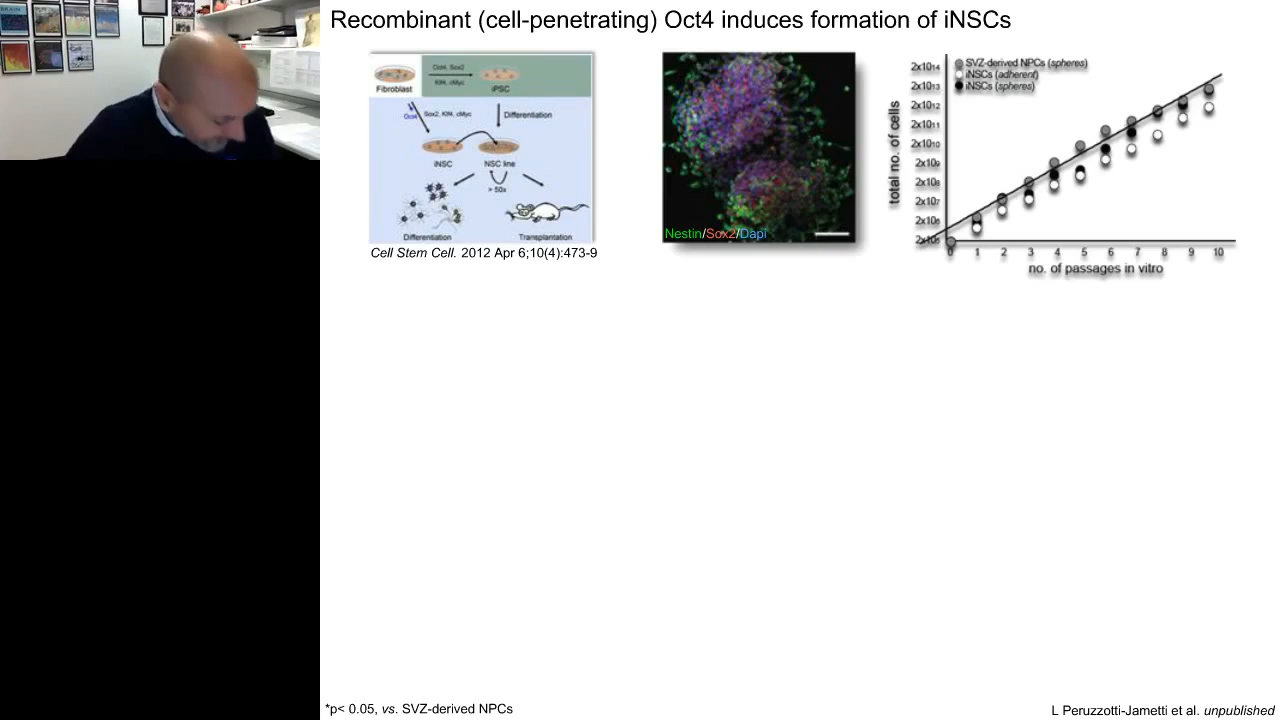 Recombinant (cell-penetrating) Oct4 induces formation of iNSCs
Oct4, Sox2
Klf4, cMyc
Fibroblast
iPSC
Oct4
Sox2, Klf4, cMyc
Differentiation
iNSC
NSC line
> 50x
Differentiation
Transplantation
Cell Stem Cell. 2012 Apr 6;10(4):473-9
Nestin/Sox2/Dapi
SVZ-derived NPCs (spheres)
iNSCs (adherent)
iNSCs (spheres)
total no. of cells
2x1014
2x1013
2x1012
2x1011
2x1010
2x109
2x108
2x107
2x106
2x105
0 1 2 3 4 5 6 7 8 9 10
no. of passages in vitro
*p< 0.05, vs. SVZ-derived NPCs
L Peruzzotti-Jametti et al. unpublished